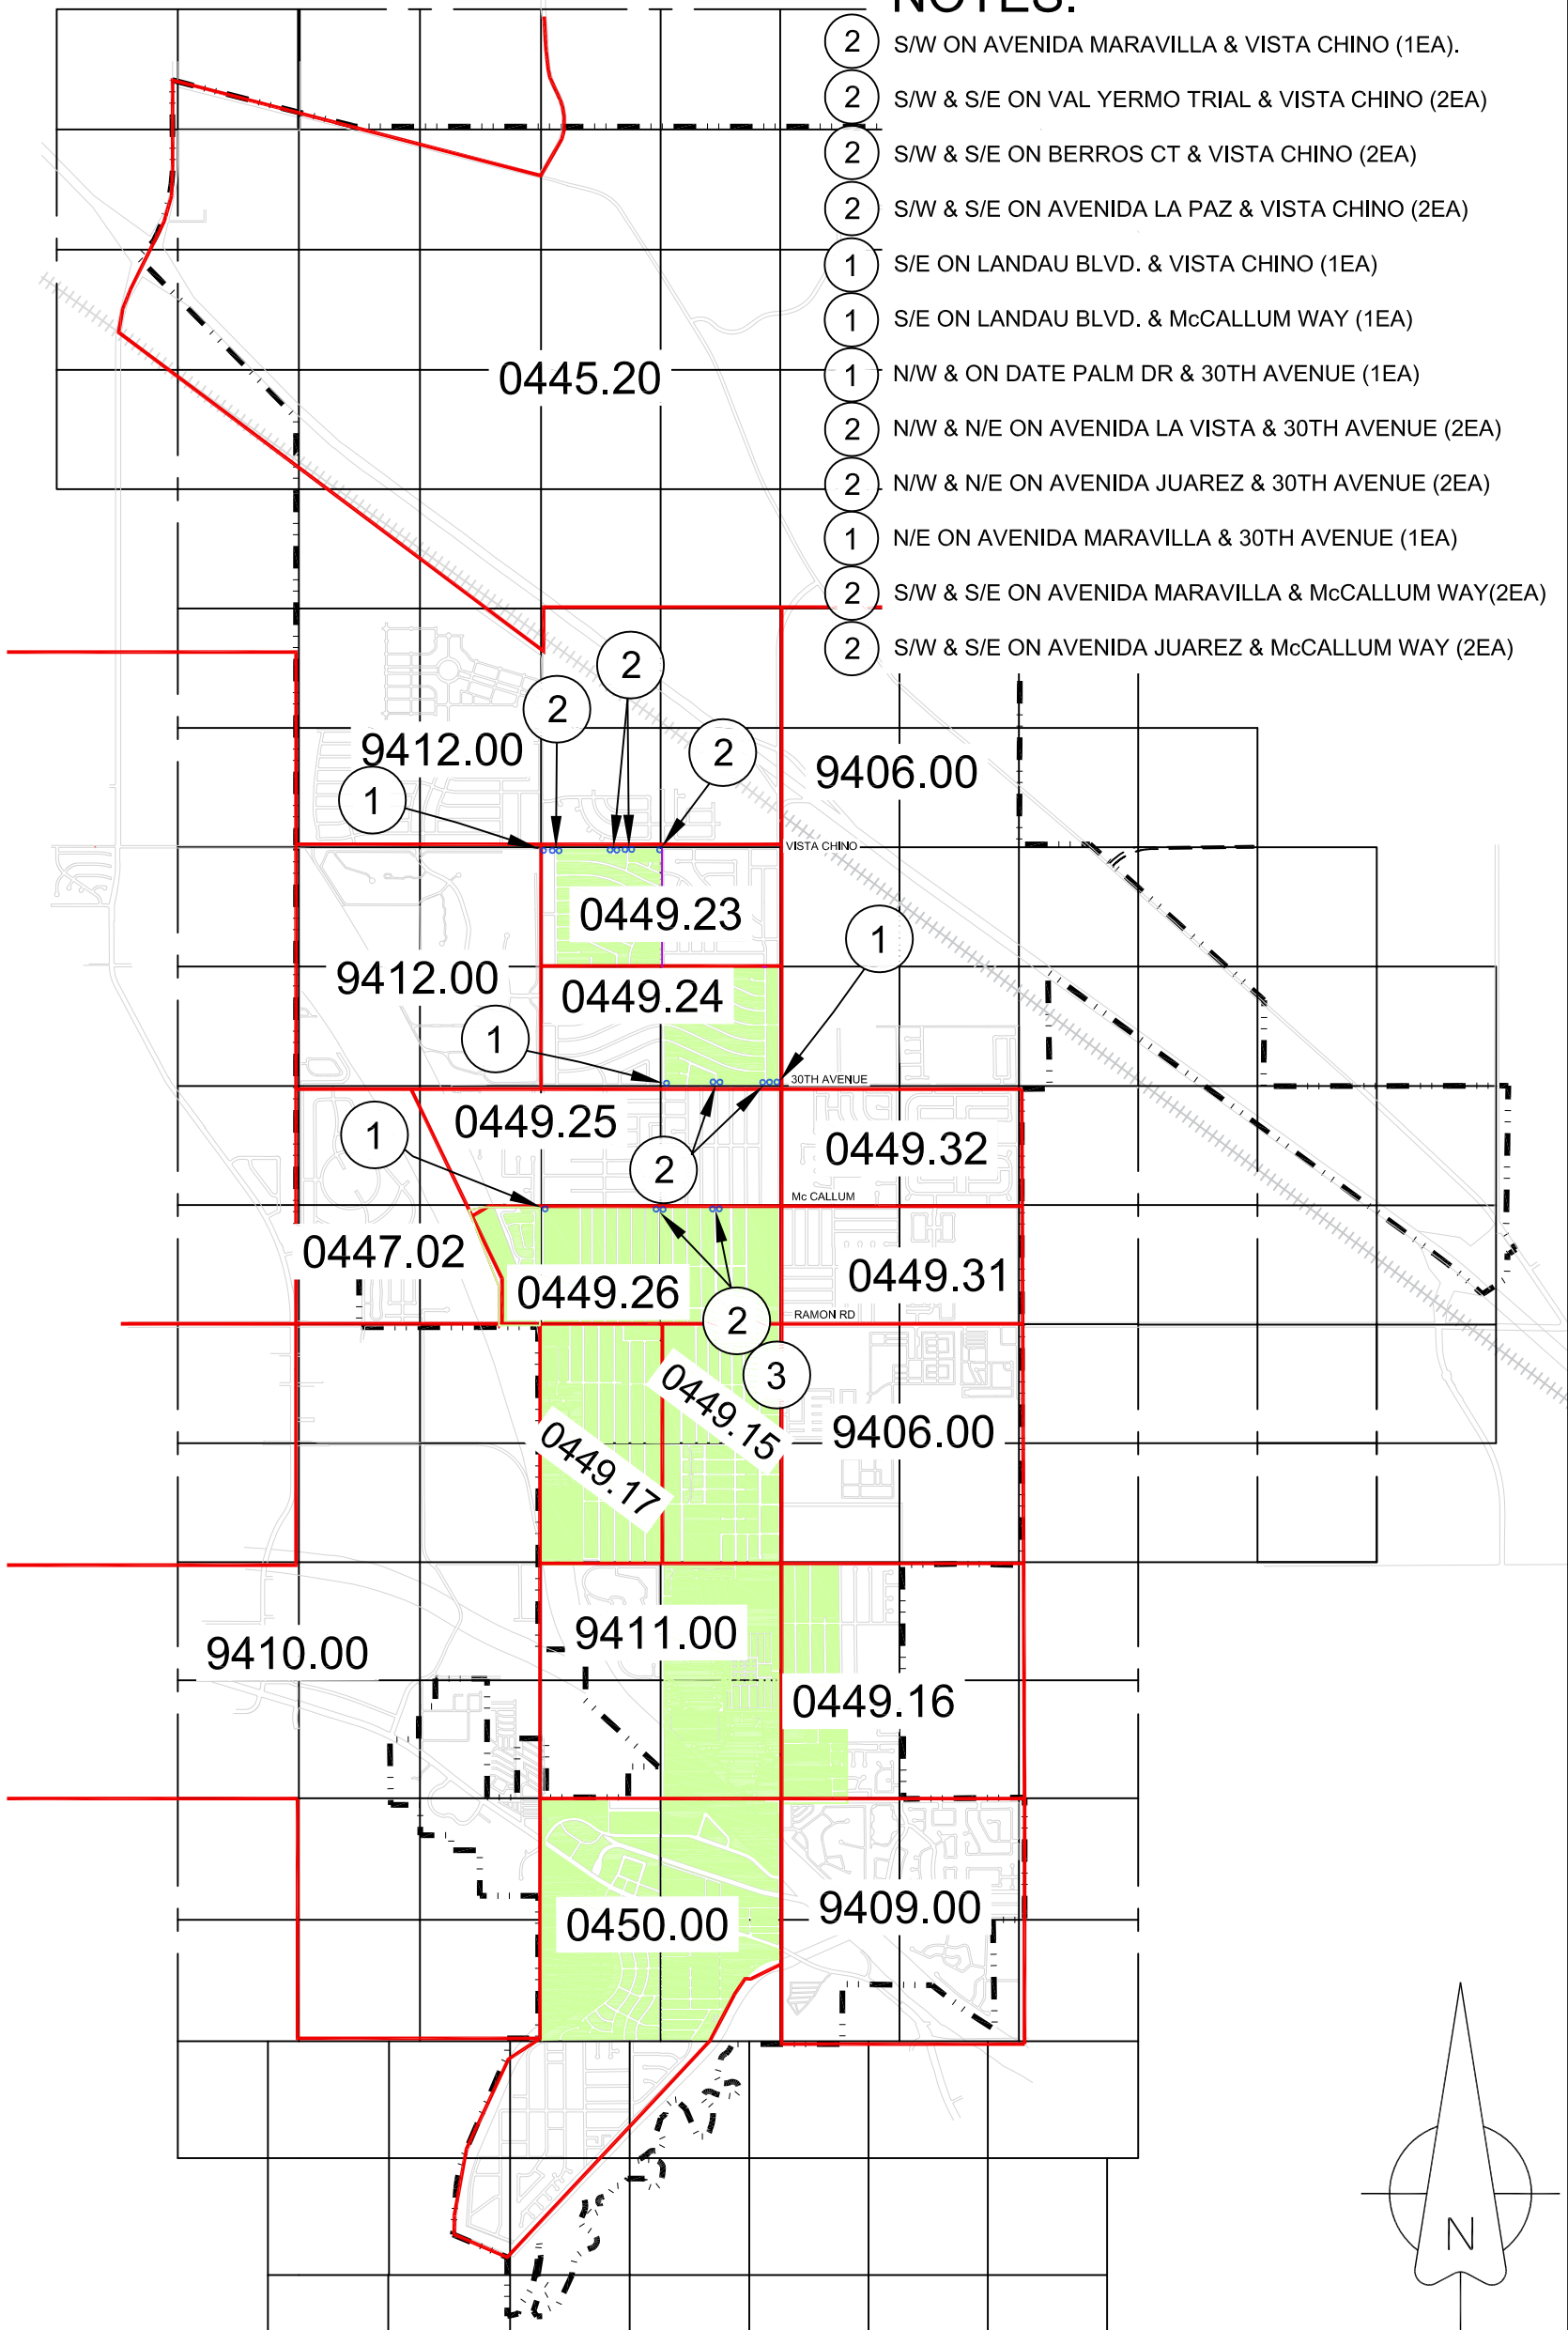 NOTES:
2 S/W ON AVENIDA MARAVILLA & VISTA CHINO (1EA).
2 S/W & S/E ON VAL YERMO TRIAL & VISTA CHINO (2EA)
2 S/W & S/E ON BERROS CT & VISTA CHINO (2EA)
2 S/W & S/E ON AVENIDA LA PAZ & VISTA CHINO (2EA)
1 S/E ON LANDAU BLVD. & VISTA CHINO (1EA)
1 S/E ON LANDAU BLVD. & McCALLUM WAY (1EA)
1 N/W & ON DATE PALM DR & 30TH AVENUE (1EA)
2 N/W & N/E ON AVENIDA LA VISTA & 30TH AVENUE (2EA)
2 N/W & N/E ON AVENIDA JUAREZ & 30TH AVENUE (2EA)
1 N/E ON AVENIDA MARAVILLA & 30TH AVENUE (1EA)
2 S/W & S/E ON AVENIDA MARAVILLA & McCALLUM WAY(2EA)
2 S/W & S/E ON AVENIDA JUAREZ & McCALLUM WAY (2EA)
0445.20
2
2
2
9412.00
9406.00
1
VISTA CHINO
0449.23
1
9412.00
0449.24
1
30TH AVENUE
0449.25
1
0449.32
2
Mc CALLUM
0447.02
0449.31
0449.26
RAMON RD
2
3
0449.15
9406.00
0449.17
9411.00
9410.00
0449.16
9409.00
0450.00
N